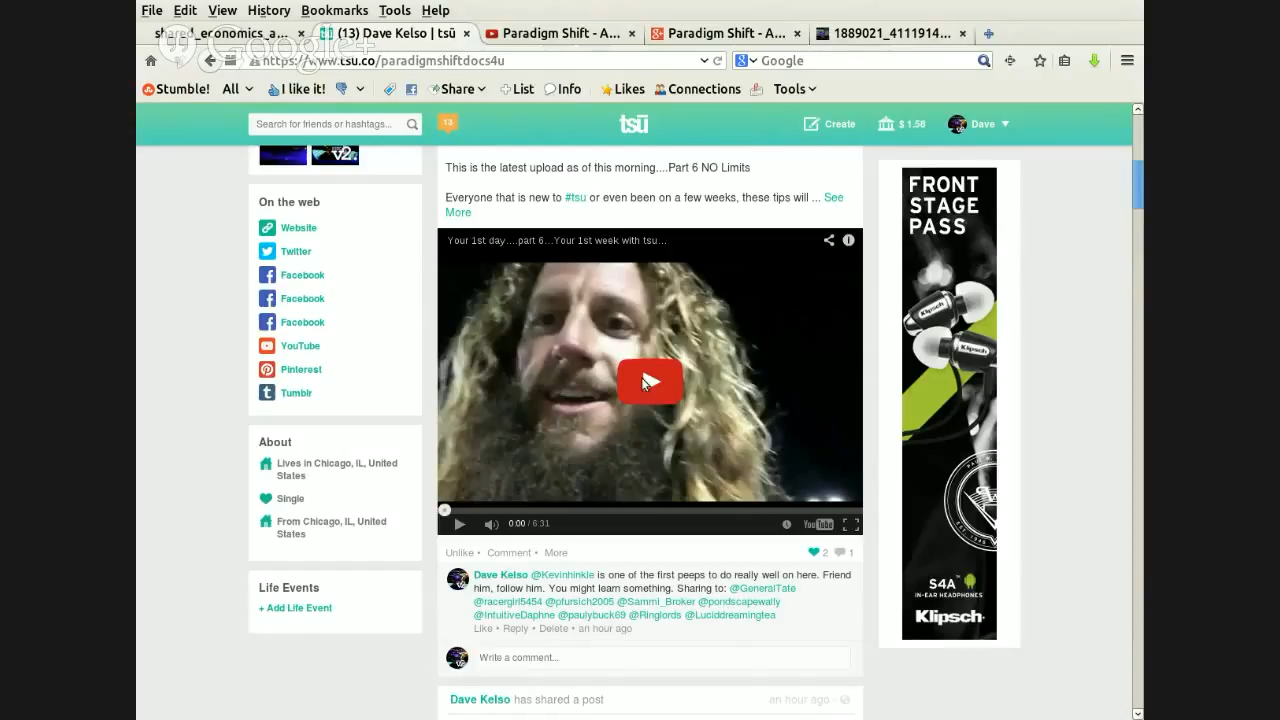 File Edit View History Bookmarks Tools Help
shared_economics_a... (13) Dave Kelso | tsū Paradigm Shift - A... Paradigm Shift - A... 1889021_4111914...
Google+
https://www.tsu.co/paradigmshiftdocs4u Google
Stumble! All I like it! Share List Info Likes Connections Tools
Search for friends or hashtags... 13 tsū Create $ 1.56 Dave
v2
This is the latest upload as of this morning....Part 6 NO Limits
Everyone that is new to #tsu or even been on a few weeks, these tips will ... See
More
On the web
Website
Twitter
Facebook
Facebook
Facebook
YouTube
Pinterest
Tumblr
About
Lives in Chicago, IL, United
States
Single
From Chicago, IL, United
States
Life Events
+ Add Life Event
Your 1st day....part 6...Your 1st week with tsu...
0:00 / 6:31 YouTube
Unlike • Comment • More 2 1
Dave Kelso @Kevinhinkle is one of the first peeps to do really well on here. Friend
him, follow him. You might learn something. Sharing to: @GeneralTate
@racergirl5454 @pfursich2005 @Sammi_Broker @pondscapewally
@IntuitiveDaphne @paulybuck69 @Ringlords @Luciddreamingtea
Like • Reply • Delete • an hour ago
Write a comment...
Dave Kelso has shared a post an hour ago
FRONT
STAGE
PASS
Klipsch
Klipsch
S4A™
IN-EAR HEADPHONES
Klipsch